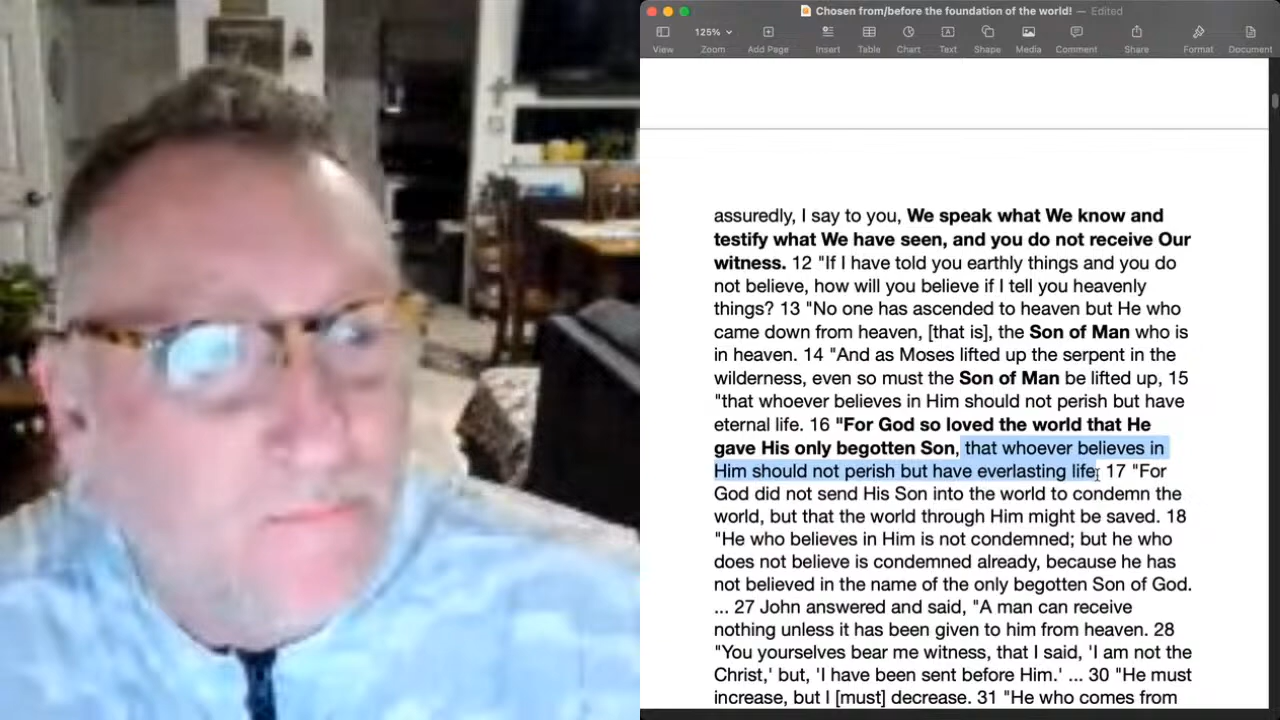 Chosen from/before the foundation of the world! — Edited
125%
View Zoom Add Page Insert Table Chart Text Shape Media Comment Share Format Document
assuredly, I say to you, We speak what We know and
testify what We have seen, and you do not receive Our
witness. 12 "If I have told you earthly things and you do
not believe, how will you believe if I tell you heavenly
things? 13 "No one has ascended to heaven but He who
came down from heaven, [that is], the Son of Man who is
in heaven. 14 "And as Moses lifted up the serpent in the
wilderness, even so must the Son of Man be lifted up, 15
"that whoever believes in Him should not perish but have
eternal life. 16 "For God so loved the world that He
gave His only begotten Son, that whoever believes in
Him should not perish but have everlasting life. 17 "For
God did not send His Son into the world to condemn the
world, but that the world through Him might be saved. 18
"He who believes in Him is not condemned; but he who
does not believe is condemned already, because he has
not believed in the name of the only begotten Son of God.
... 27 John answered and said, "A man can receive
nothing unless it has been given to him from heaven. 28
"You yourselves bear me witness, that I said, 'I am not the
Christ,' but, 'I have been sent before Him.' ... 30 "He must
increase, but I [must] decrease. 31 "He who comes from